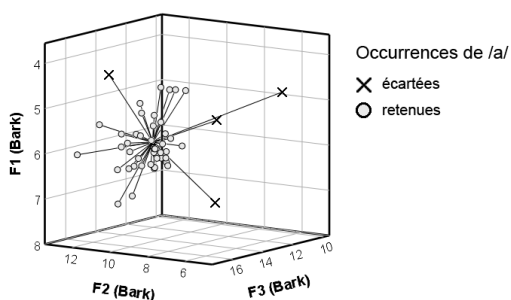 Occurrences de /a/
écartées
retenues
F1 (Bark)
4
5
6
7
8
12
10
8
6
F2 (Bark)
16
14
12
10
F3 (Bark)